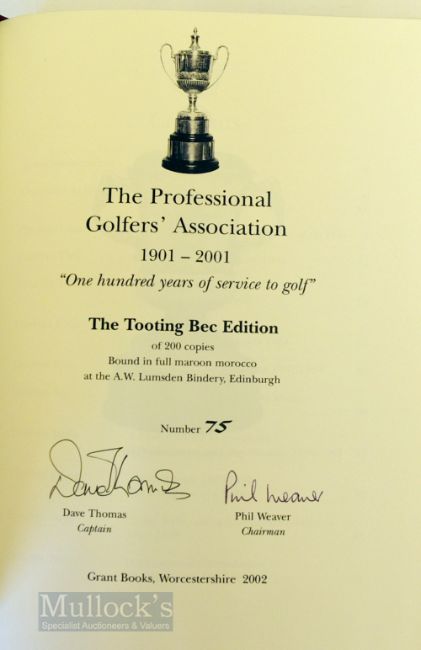 The Professional
Golfers' Association
1901 – 2001
"One hundred years of service to golf"
The Tooting Bec Edition
of 200 copies
Bound in full maroon morocco
at the A.W. Lumsden Bindery, Edinburgh
Number 75
Dave Thomas Phil Weaver
Dave Thomas Phil Weaver
Captain Chairman
Grant Books, Worcestershire 2002
Mullock's
Specialist Auctioneers & Valuers